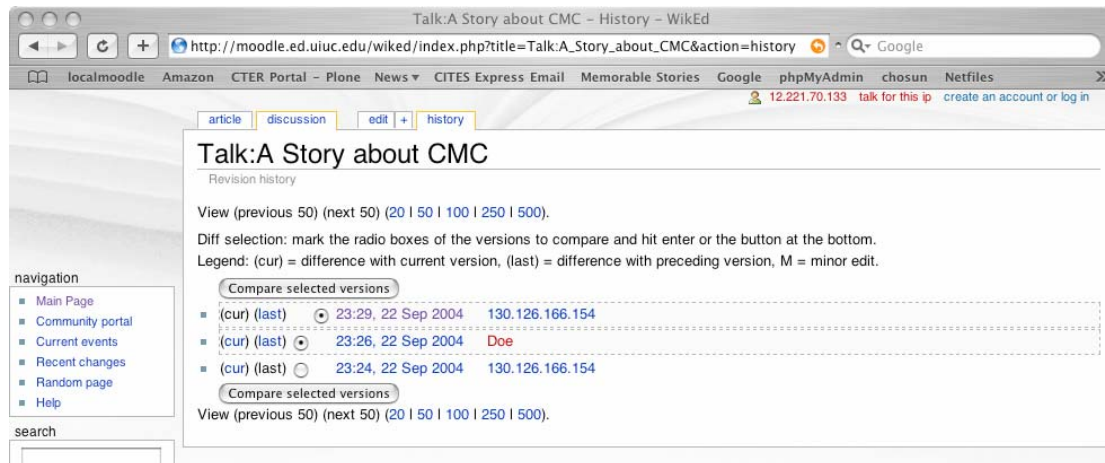 Talk:A Story about CMC – History – WikEd
http://moodle.ed.uiuc.edu/wiked/index.php?title=Talk:A_Story_about_CMC&action=history Google
localmoodle Amazon CTER Portal – Plone News▾ CITES Express Email Memorable Stories Google phpMyAdmin chosun Netfiles »
12.221.70.133 talk for this ip create an account or log in
article discussion edit + history
Talk:A Story about CMC
Revision history
View (previous 50) (next 50) (20 | 50 | 100 | 250 | 500).
Diff selection: mark the radio boxes of the versions to compare and hit enter or the button at the bottom.
Legend: (cur) = difference with current version, (last) = difference with preceding version, M = minor edit.
Compare selected versions
(cur) (last) 23:29, 22 Sep 2004 130.126.166.154
(cur) (last) 23:26, 22 Sep 2004 Doe
(cur) (last) 23:24, 22 Sep 2004 130.126.166.154
Compare selected versions
View (previous 50) (next 50) (20 | 50 | 100 | 250 | 500).
navigation
Main Page
Community portal
Current events
Recent changes
Random page
Help
search